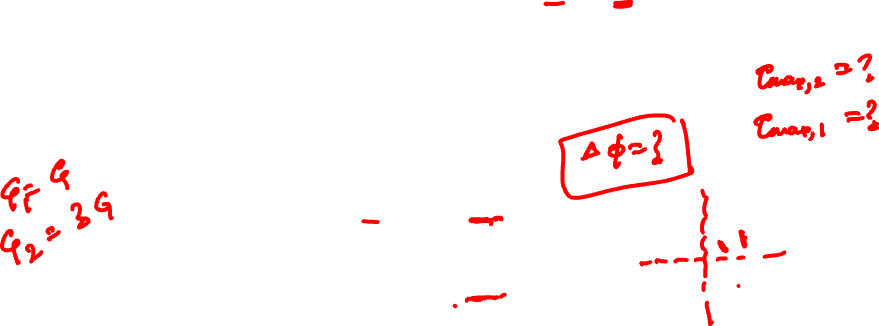 τmax,2 = ?
τmax,1 = ?
Δϕ = ?
G1 = G
G2 = 3G